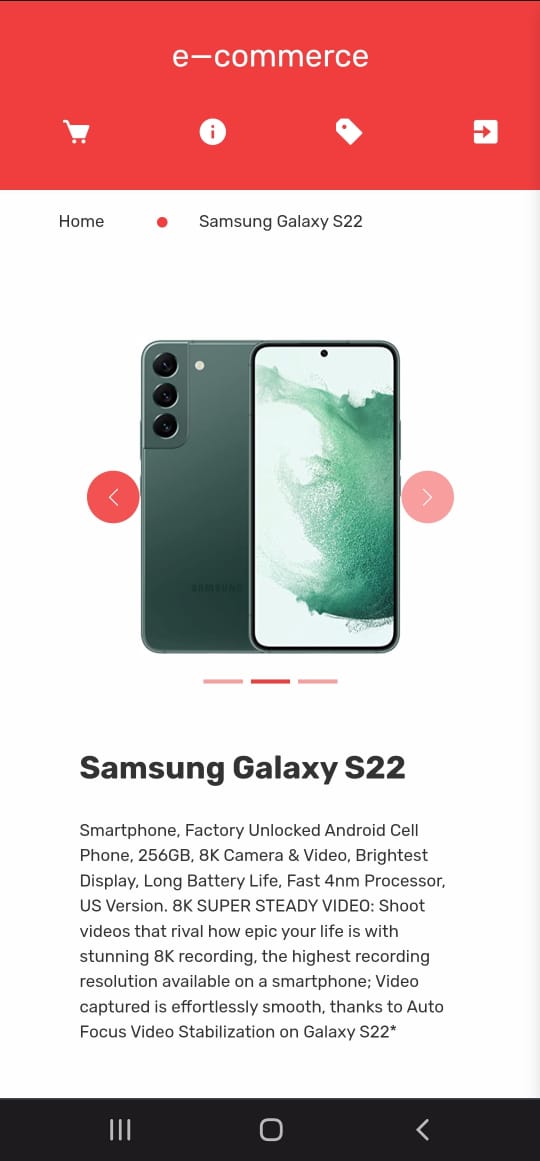 e—commerce
Home
Samsung Galaxy S22
SAMSUNG
Samsung Galaxy S22
Smartphone, Factory Unlocked Android Cell
Phone, 256GB, 8K Camera & Video, Brightest
Display, Long Battery Life, Fast 4nm Processor,
US Version. 8K SUPER STEADY VIDEO: Shoot
videos that rival how epic your life is with
stunning 8K recording, the highest recording
resolution available on a smartphone; Video
captured is effortlessly smooth, thanks to Auto
Focus Video Stabilization on Galaxy S22*